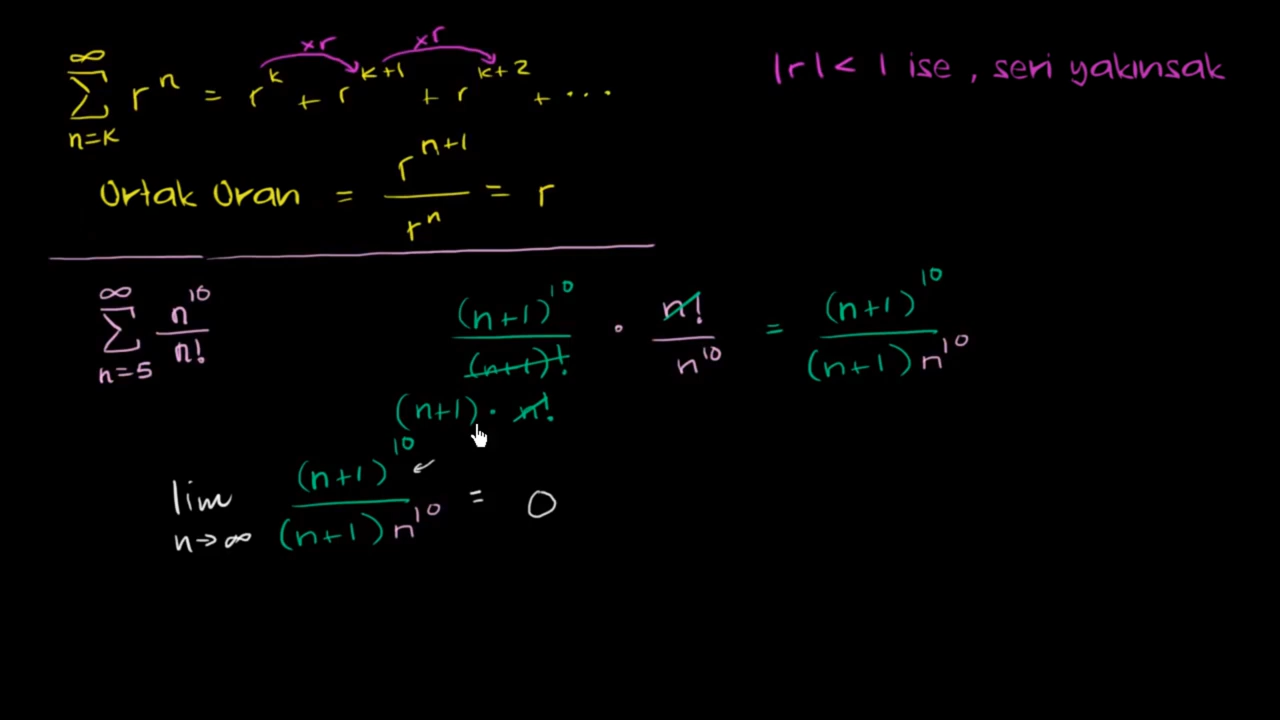 ×r ×r
∞ ∑ n=k r^n = r^k + r^{k+1} + r^{k+2} + ...
|r| < 1 ise, seri yakınsak
Ortak Oran = r^{n+1} / r^n = r
∞ ∑ n=5 n^{10} / n!
(n+1)^{10} / (n+1)! · n! / n^{10} = (n+1)^{10} / (n+1) n^{10}
(n+1) · n!
lim n→∞ (n+1)^{10} / (n+1) n^{10} = 0